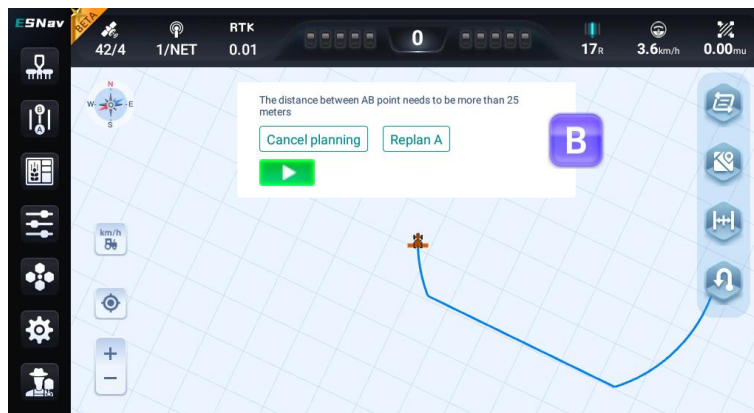 ESNav
BETA
42/4
1/NET
RTK
0.01
0
17R
3.6km/h
0.00mu
N
W
E
S
The distance between AB point needs to be more than 25
meters
Cancel planning
Replan A
B
B
A
km/h
+
−